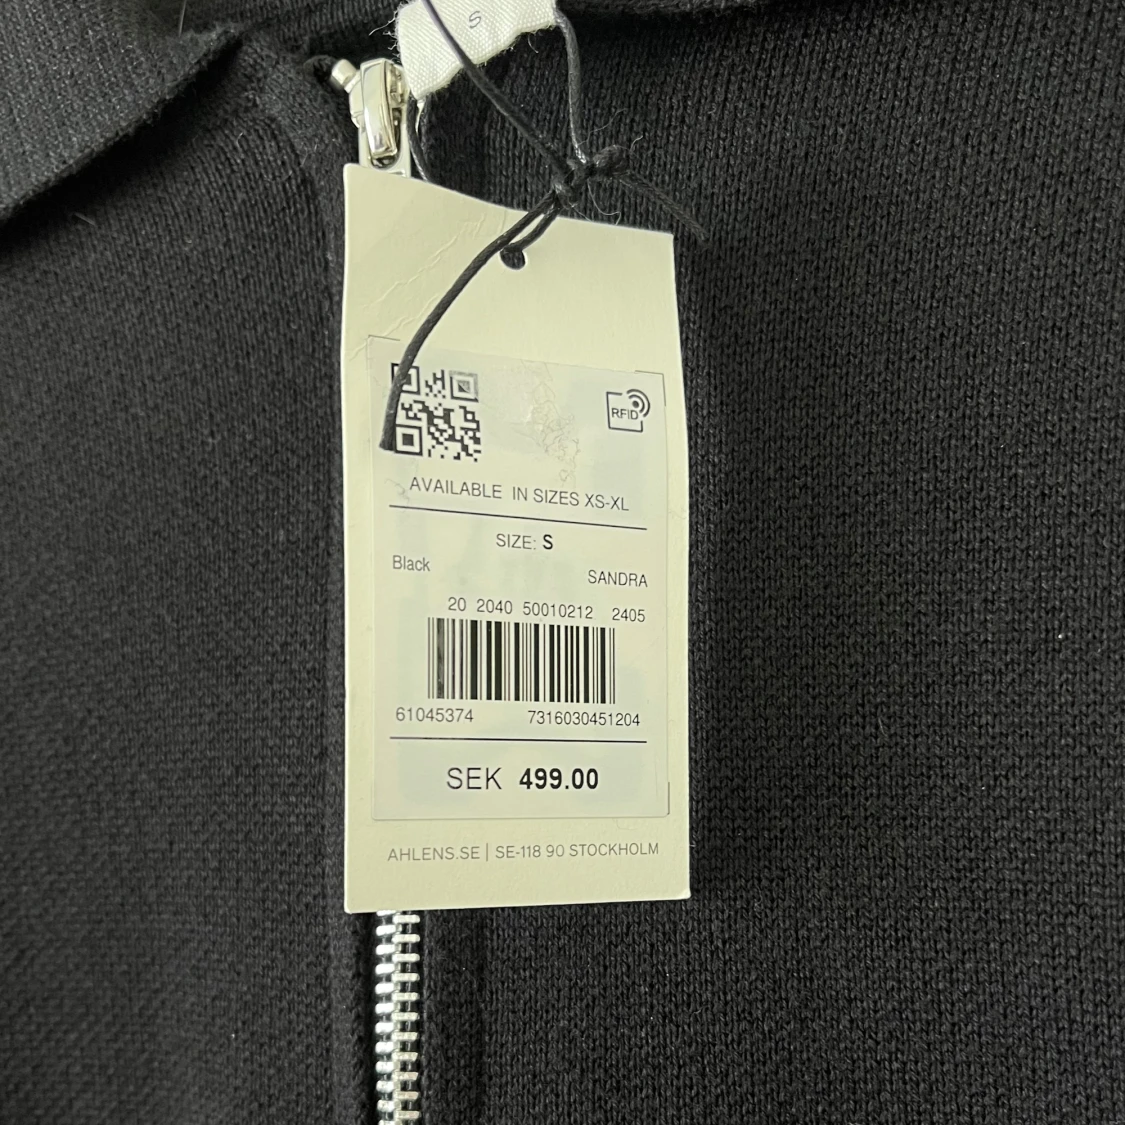 S
RFID
AVAILABLE IN SIZES XS-XL
SIZE: S
Black
SANDRA
20 2040 50010212 2405
61045374 7316030451204
SEK 499.00
AHLENS.SE | SE-118 90 STOCKHOLM